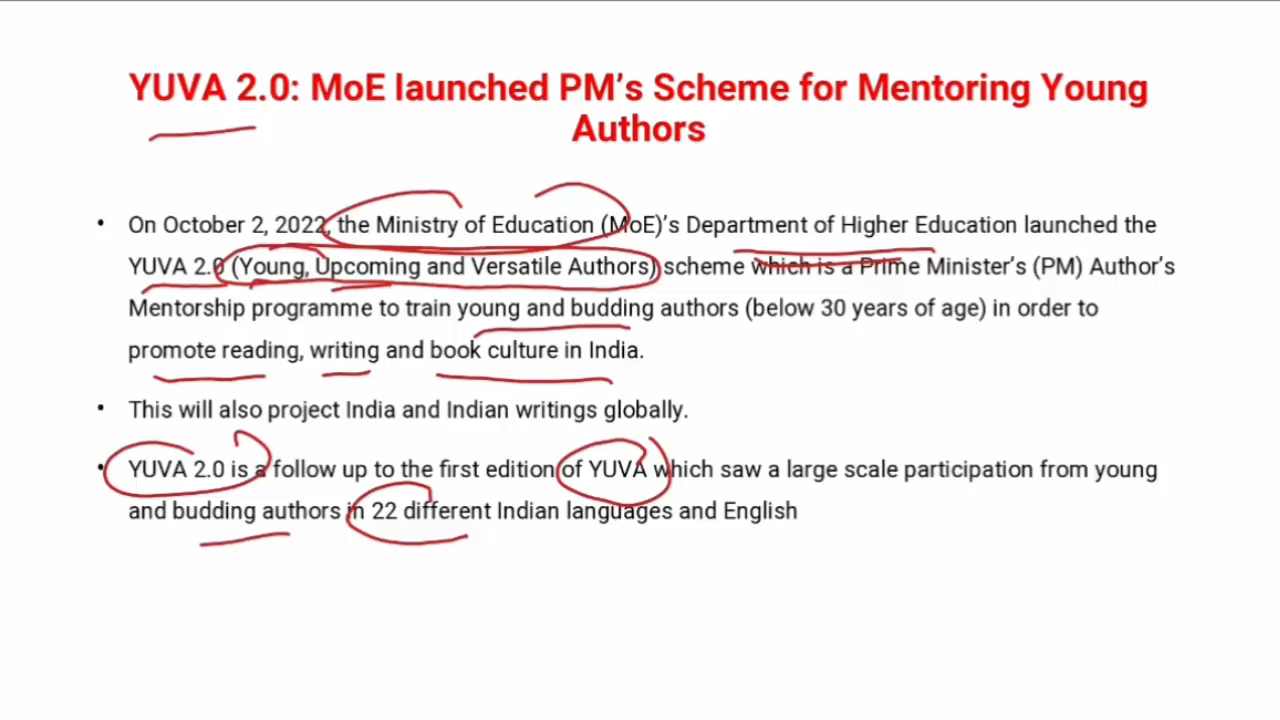 YUVA 2.0: MoE launched PM's Scheme for Mentoring Young
Authors
• On October 2, 2022, the Ministry of Education (MoE)'s Department of Higher Education launched the
YUVA 2.0 (Young, Upcoming and Versatile Authors) scheme which is a Prime Minister's (PM) Author's
Mentorship programme to train young and budding authors (below 30 years of age) in order to
promote reading, writing and book culture in India.
• This will also project India and Indian writings globally.
• YUVA 2.0 is a follow up to the first edition of YUVA which saw a large scale participation from young
and budding authors in 22 different Indian languages and English